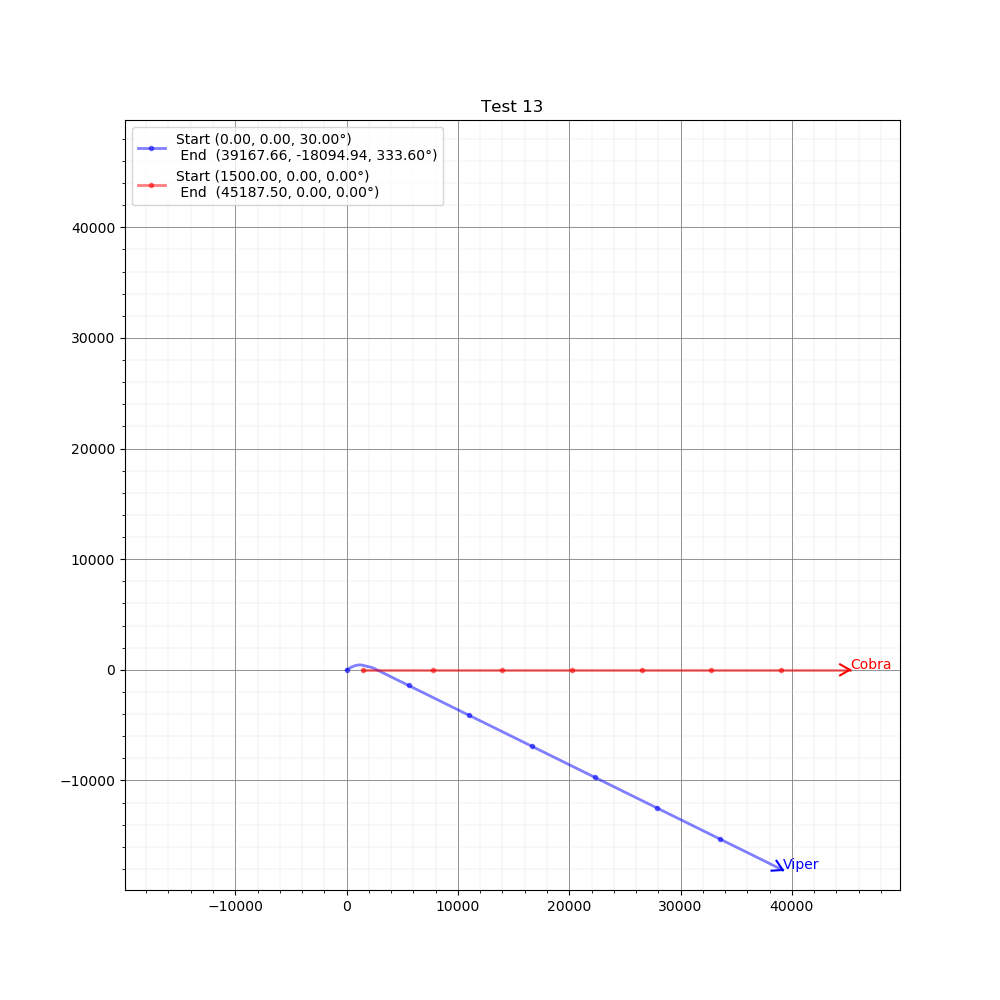 Test 13
Start (0.00, 0.00, 30.00°)
End (39167.66, -18094.94, 333.60°)
Start (1500.00, 0.00, 0.00°)
End (45187.50, 0.00, 0.00°)
40000
30000
20000
10000
0
−10000
Cobra
Viper
−10000
0
10000
20000
30000
40000